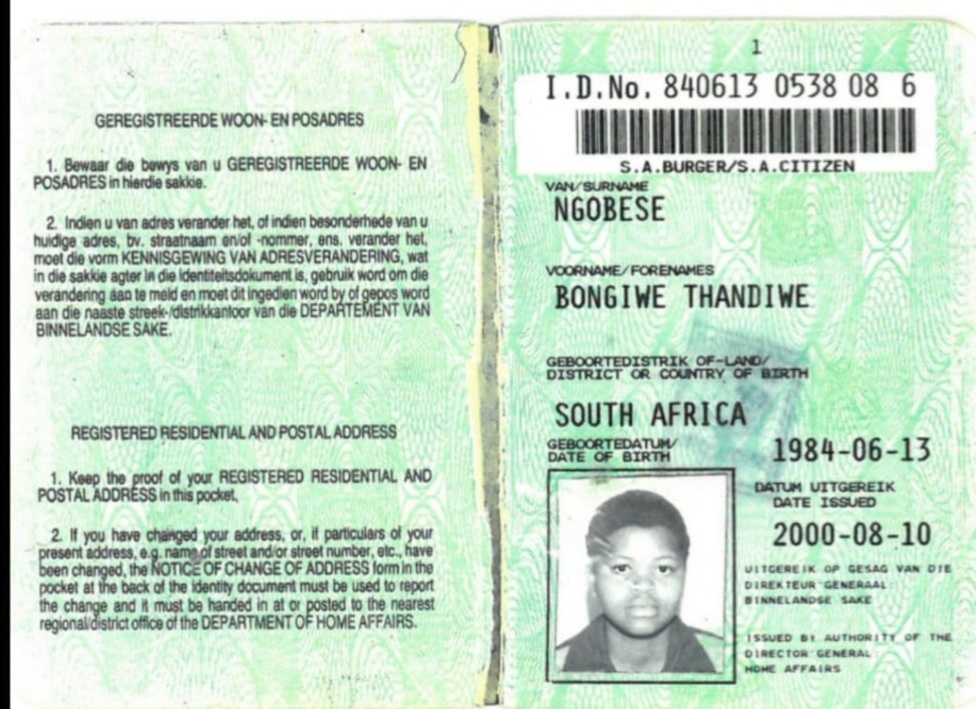 GEREGISTREERDE WOON- EN POSADRES
1. Bewaar die bewys van u GEREGISTREERDE WOON- EN
POSADRES in hierdie sakkie.
2. Indien u van adres verander het, of indien besonderhede van u
huidige adres, bv. straatnaam en/of -nommer, ens. verander het,
moet die vorm KENNISGEWING VAN ADRESVERANDERING, wat
in die sakkie agter in die Identiteitsdokument is, gebruik word om die
verandering aan te meld en moet dit ingedien word by of gepos word
aan die naaste streek-/distrikkantoor van die DEPARTEMENT VAN
BINNELANDSE SAKE.
REGISTERED RESIDENTIAL AND POSTAL ADDRESS
1. Keep the proof of your REGISTERED RESIDENTIAL AND
POSTAL ADDRESS in this pocket.
2. If you have changed your address, or, if particulars of your
present address, e.g. name of street and/or street number, etc., have
been changed, the NOTICE OF CHANGE OF ADDRESS form in the
pocket at the back of the identity document must be used to report
the change and it must be handed in at or posted to the nearest
regional/district office of the DEPARTMENT OF HOME AFFAIRS.
1
I.D.No. 840613 0538 08 6
S.A.BURGER/S.A.CITIZEN
VAN/SURNAME
NGOBESE
VOORNAME/FORENAMES
BONGIWE THANDIWE
GEBOORTEDISTRIK OF-LAND/
DISTRICT OR COUNTRY OF BIRTH
SOUTH AFRICA
GEBOORTEDATUM/
DATE OF BIRTH
1984-06-13
DATUM UITGEREIK
DATE ISSUED
2000-08-10
UITGEREIK OP GESAG VAN DIE
DIREKTEUR-GENERAAL:
BINNELANDSE SAKE
ISSUED BY AUTHORITY OF THE
DIRECTOR-GENERAL:
HOME AFFAIRS